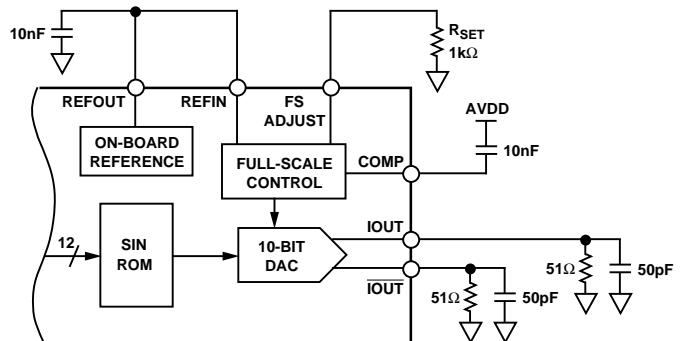 10nF
R_SET
1kΩ
REFOUT
REFIN
FS
ADJUST
AVDD
ON-BOARD
REFERENCE
FULL-SCALE
CONTROL
COMP
10nF
12
SIN
ROM
10-BIT
DAC
IOUT
IOUT
51Ω
50pF
51Ω
50pF